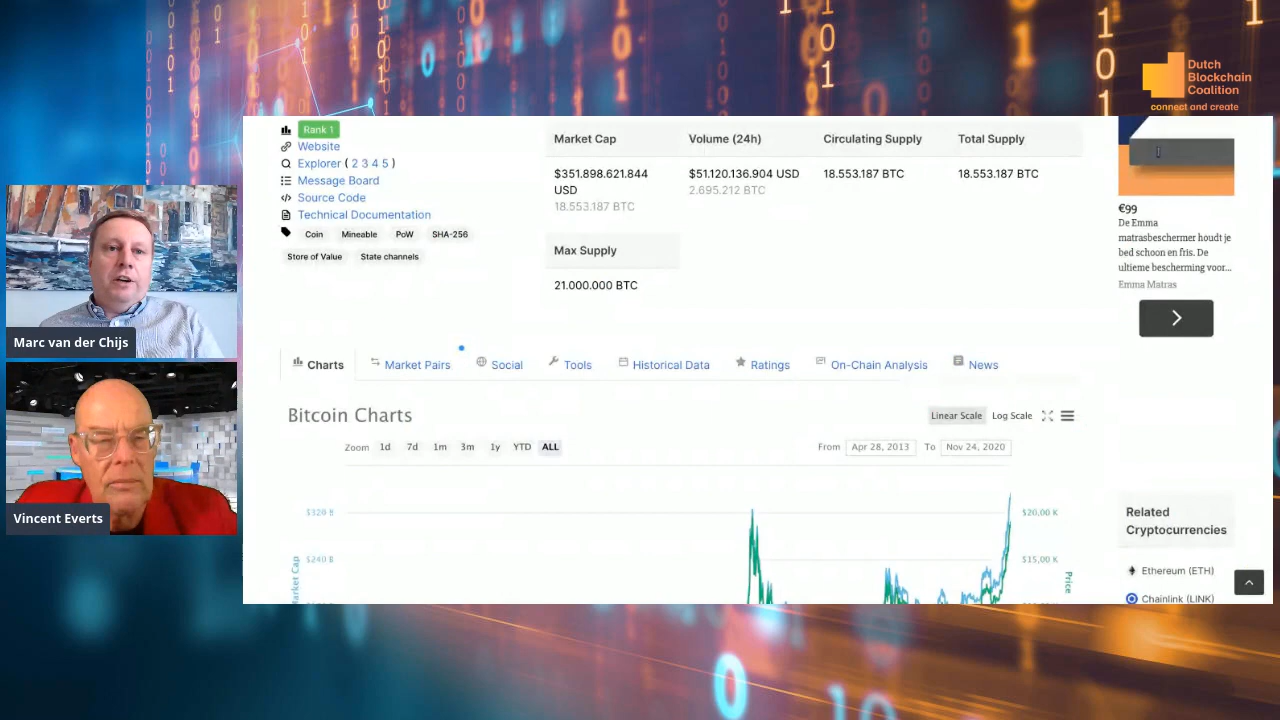 Dutch
Blockchain
Coalition
connect and create
Rank 1
Website
Explorer ( 2 3 4 5 )
Message Board
Source Code
Technical Documentation
Coin Mineable PoW SHA-256
Store of Value State channels
Market Cap Volume (24h) Circulating Supply Total Supply
$351.898.621.844 $51.120.136.904 USD 18.553.187 BTC 18.553.187 BTC
USD 2.695.212 BTC
18.553.187 BTC
Max Supply
21.000.000 BTC
€99
De Emma
matrasbeschermer houdt je
bed schoon en fris. De
ultieme bescherming voor...
Emma Matras
Marc van der Chijs
Vincent Everts
Charts Market Pairs Social Tools Historical Data Ratings On-Chain Analysis News
Bitcoin Charts
Linear Scale Log Scale
Zoom 1d 7d 1m 3m 1y YTD ALL
From Apr 28, 2013 To Nov 24, 2020
$320 B $20,00 K
$240 B $15,00 K
Market Cap
Price
Related
Cryptocurrencies
Ethereum (ETH)
Chainlink (LINK)